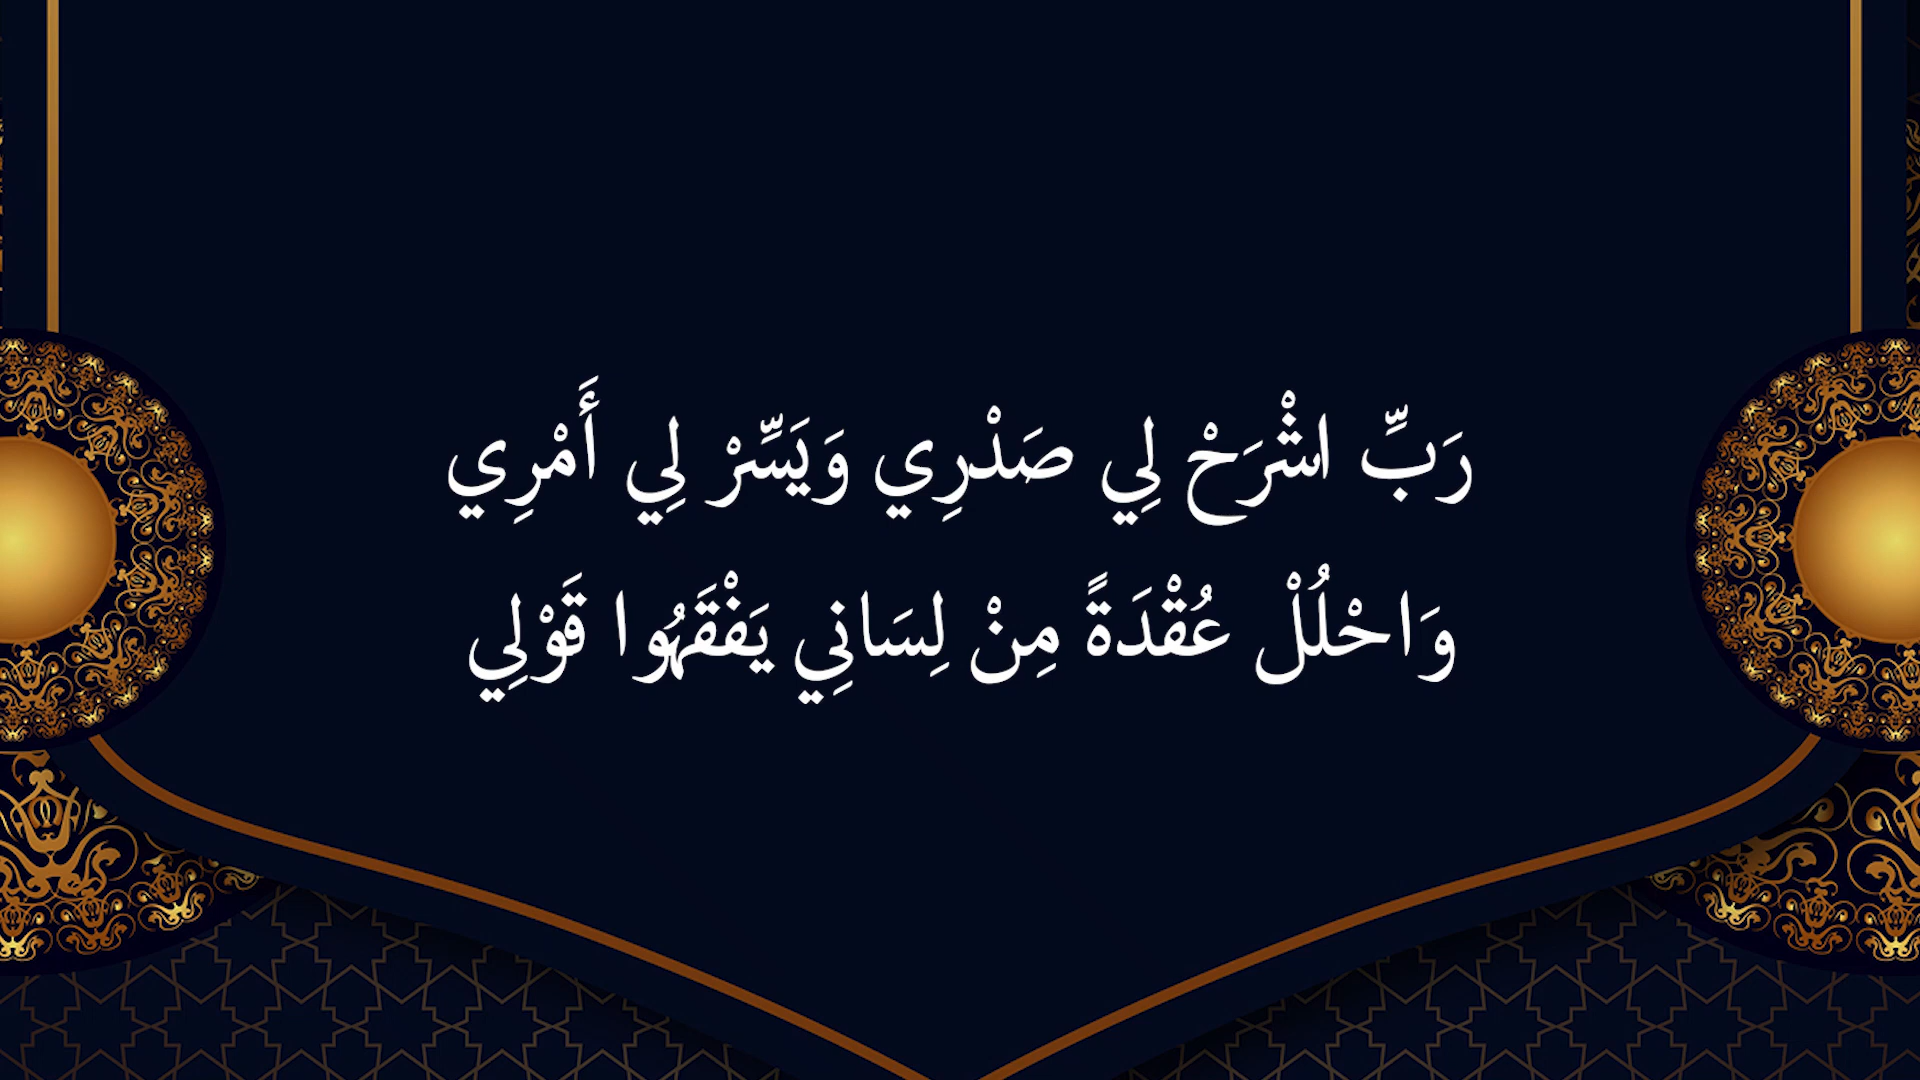 رَبِّ اشْرَحْ لِي صَدْرِي وَيَسِّرْ لِي أَمْرِي
وَاحْلُلْ عُقْدَةً مِنْ لِسَانِي يَفْقَهُوا قَوْلِي